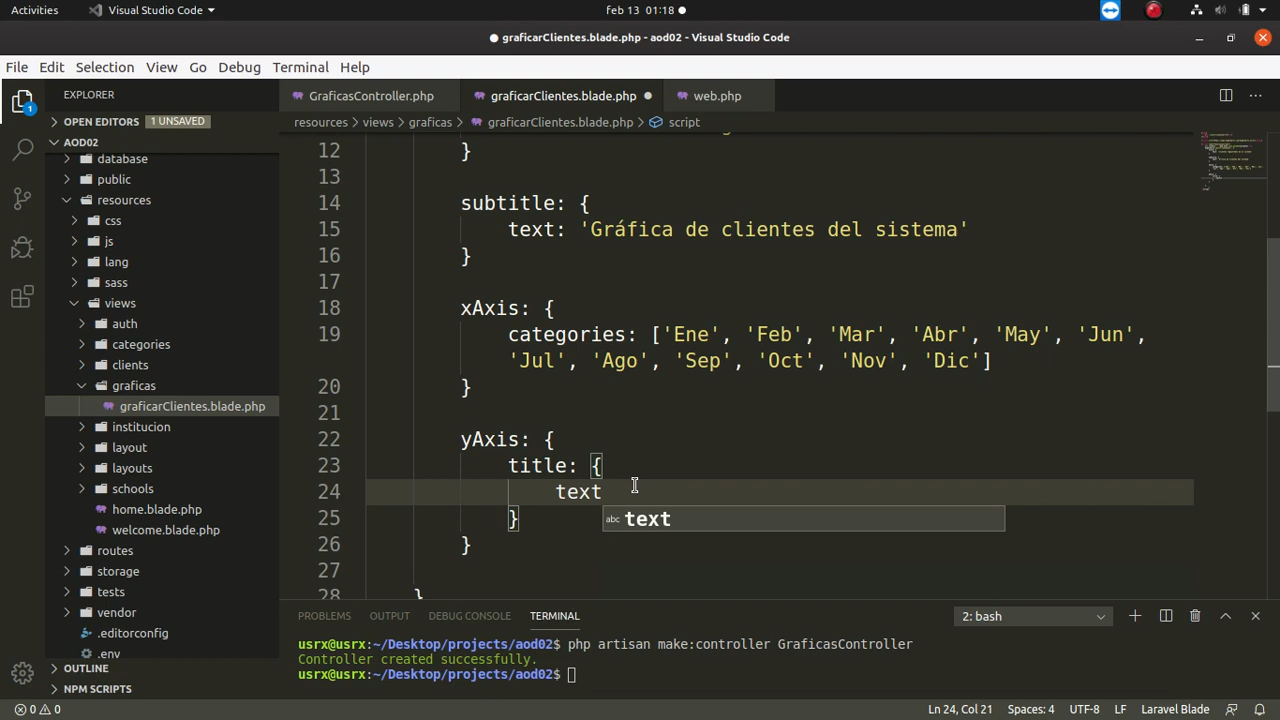 Activities
Visual Studio Code
feb 13 01:18
graficarClientes.blade.php - aod02 - Visual Studio Code
File Edit Selection View Go Debug Terminal Help
1
EXPLORER
OPEN EDITORS 1 UNSAVED
AOD02
database
public
resources
css
js
lang
sass
views
auth
categories
clients
graficas
graficarClientes.blade.php
institucion
layout
layouts
schools
home.blade.php
welcome.blade.php
routes
storage
tests
vendor
.editorconfig
.env
OUTLINE
NPM SCRIPTS
GraficasController.php
graficarClientes.blade.php
web.php
resources views graficas graficarClientes.blade.php script
12 }
13
14 subtitle: {
15 text: 'Gráfica de clientes del sistema'
16 }
17
18 xAxis: {
19 categories: ['Ene', 'Feb', 'Mar', 'Abr', 'May', 'Jun',
'Jul', 'Ago', 'Sep', 'Oct', 'Nov', 'Dic']
20 }
21
22 yAxis: {
23 title: {
24 text
abc text
25 }
26 }
27
28 }
PROBLEMS OUTPUT DEBUG CONSOLE TERMINAL
2: bash
usrx@usrx:~/Desktop/projects/aod02$ php artisan make:controller GraficasController
Controller created successfully.
usrx@usrx:~/Desktop/projects/aod02$
0 0
Ln 24, Col 21 Spaces: 4 UTF-8 LF Laravel Blade